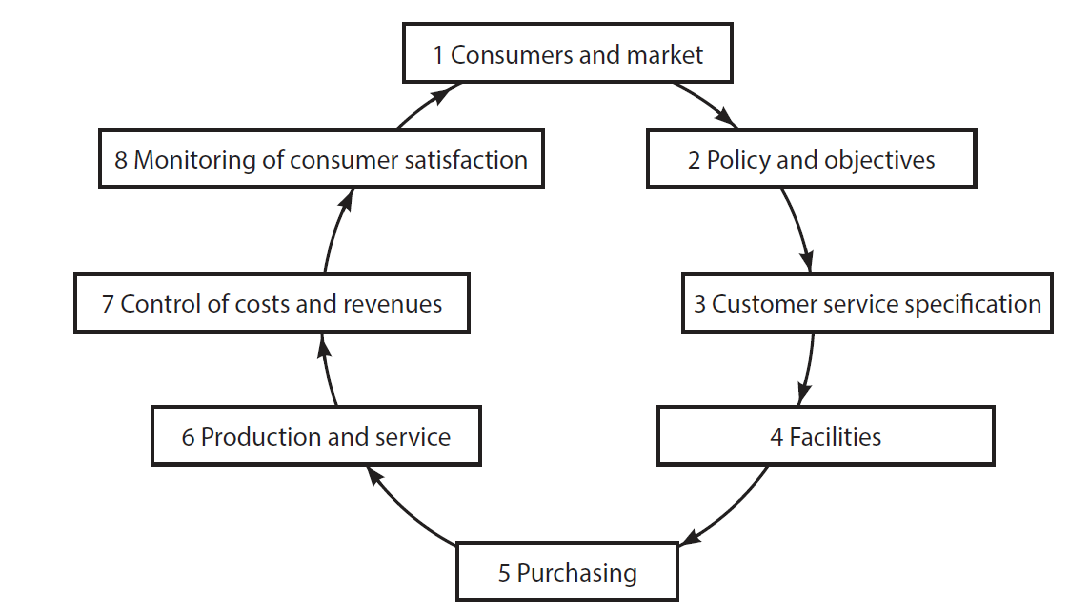 1 Consumers and market
2 Policy and objectives
3 Customer service specification
4 Facilities
5 Purchasing
6 Production and service
7 Control of costs and revenues
8 Monitoring of consumer satisfaction